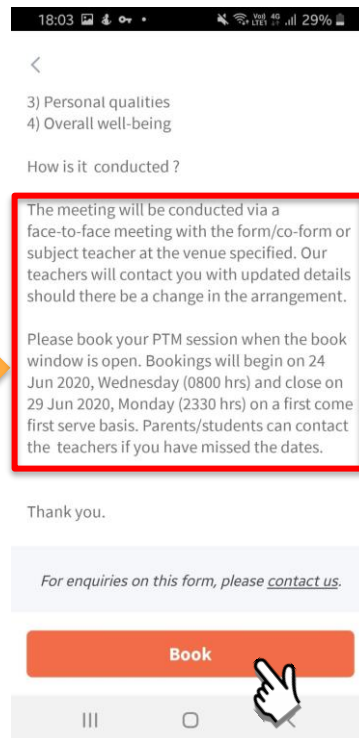 18:03 Vo) 4G LTE1 29%
3) Personal qualities
4) Overall well-being
How is it conducted ?
The meeting will be conducted via a
face-to-face meeting with the form/co-form or
subject teacher at the venue specified. Our
teachers will contact you with updated details
should there be a change in the arrangement.
Please book your PTM session when the book
window is open. Bookings will begin on 24
Jun 2020, Wednesday (0800 hrs) and close on
29 Jun 2020, Monday (2330 hrs) on a first come
first serve basis. Parents/students can contact
the teachers if you have missed the dates.
Thank you.
For enquiries on this form, please contact us.
Book